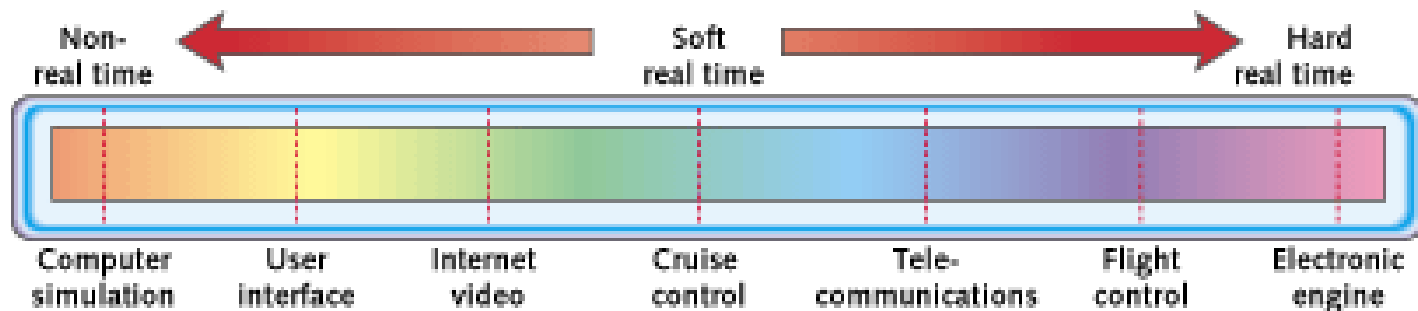 Non-
real time
Soft
real time
Hard
real time
Computer
simulation
User
interface
Internet
video
Cruise
control
Tele-
communications
Flight
control
Electronic
engine